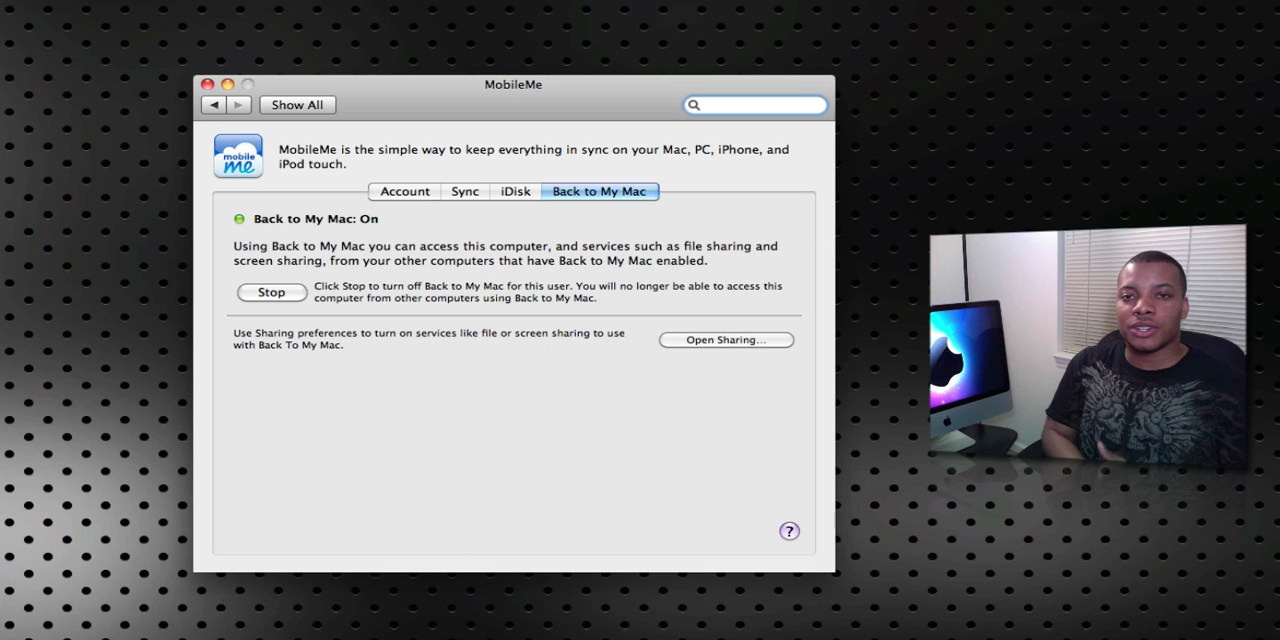 MobileMe
Show All
mobile
me
MobileMe is the simple way to keep everything in sync on your Mac, PC, iPhone, and
iPod touch.
Account Sync iDisk Back to My Mac
Back to My Mac: On
Using Back to My Mac you can access this computer, and services such as file sharing and
screen sharing, from your other computers that have Back to My Mac enabled.
Stop
Click Stop to turn off Back to My Mac for this user. You will no longer be able to access this
computer from other computers using Back to My Mac.
Use Sharing preferences to turn on services like file or screen sharing to use
with Back To My Mac.
Open Sharing...
?